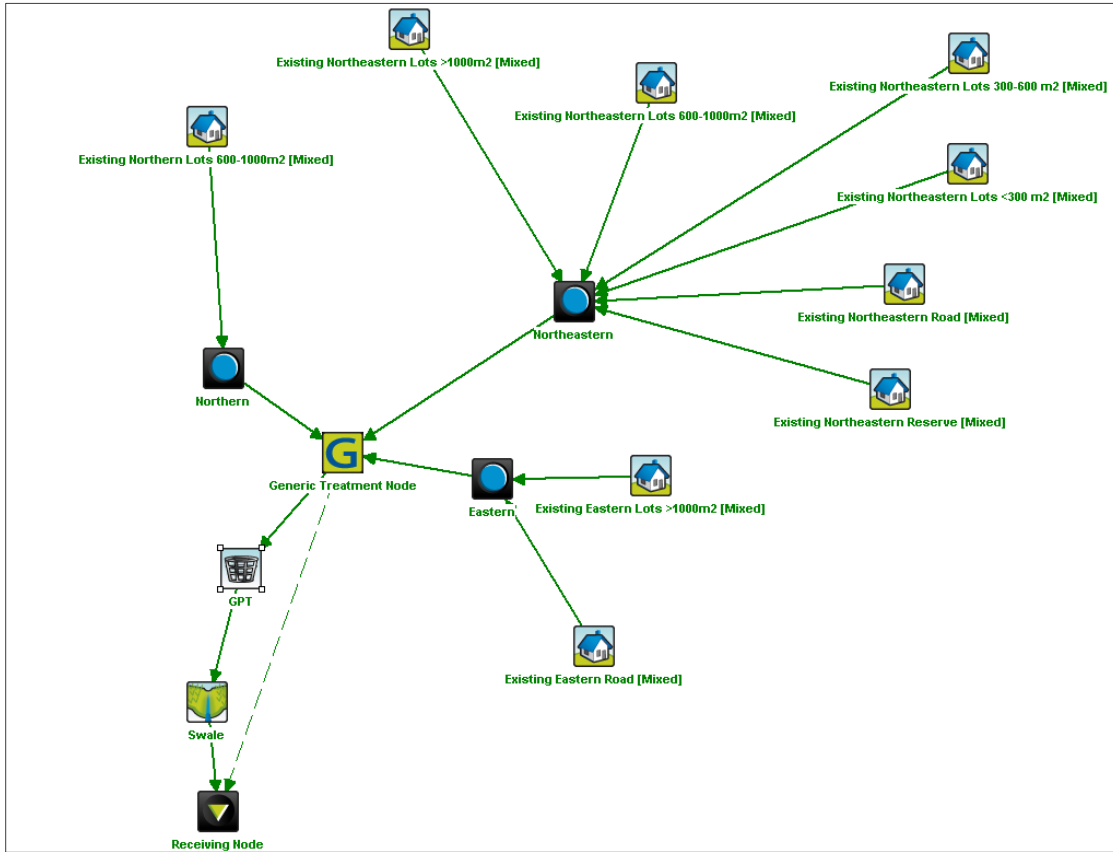 Existing Northeastern Lots >1000m2 [Mixed]
Existing Northeastern Lots 300-600 m2 [Mixed]
Existing Northeastern Lots 600-1000m2 [Mixed]
Existing Northern Lots 600-1000m2 [Mixed]
Existing Northeastern Lots <300 m2 [Mixed]
Existing Northeastern Road [Mixed]
Northeastern
Northern
Existing Northeastern Reserve [Mixed]
G
Generic Treatment Node
Eastern
Existing Eastern Lots >1000m2 [Mixed]
GPT
Existing Eastern Road [Mixed]
Swale
Receiving Node